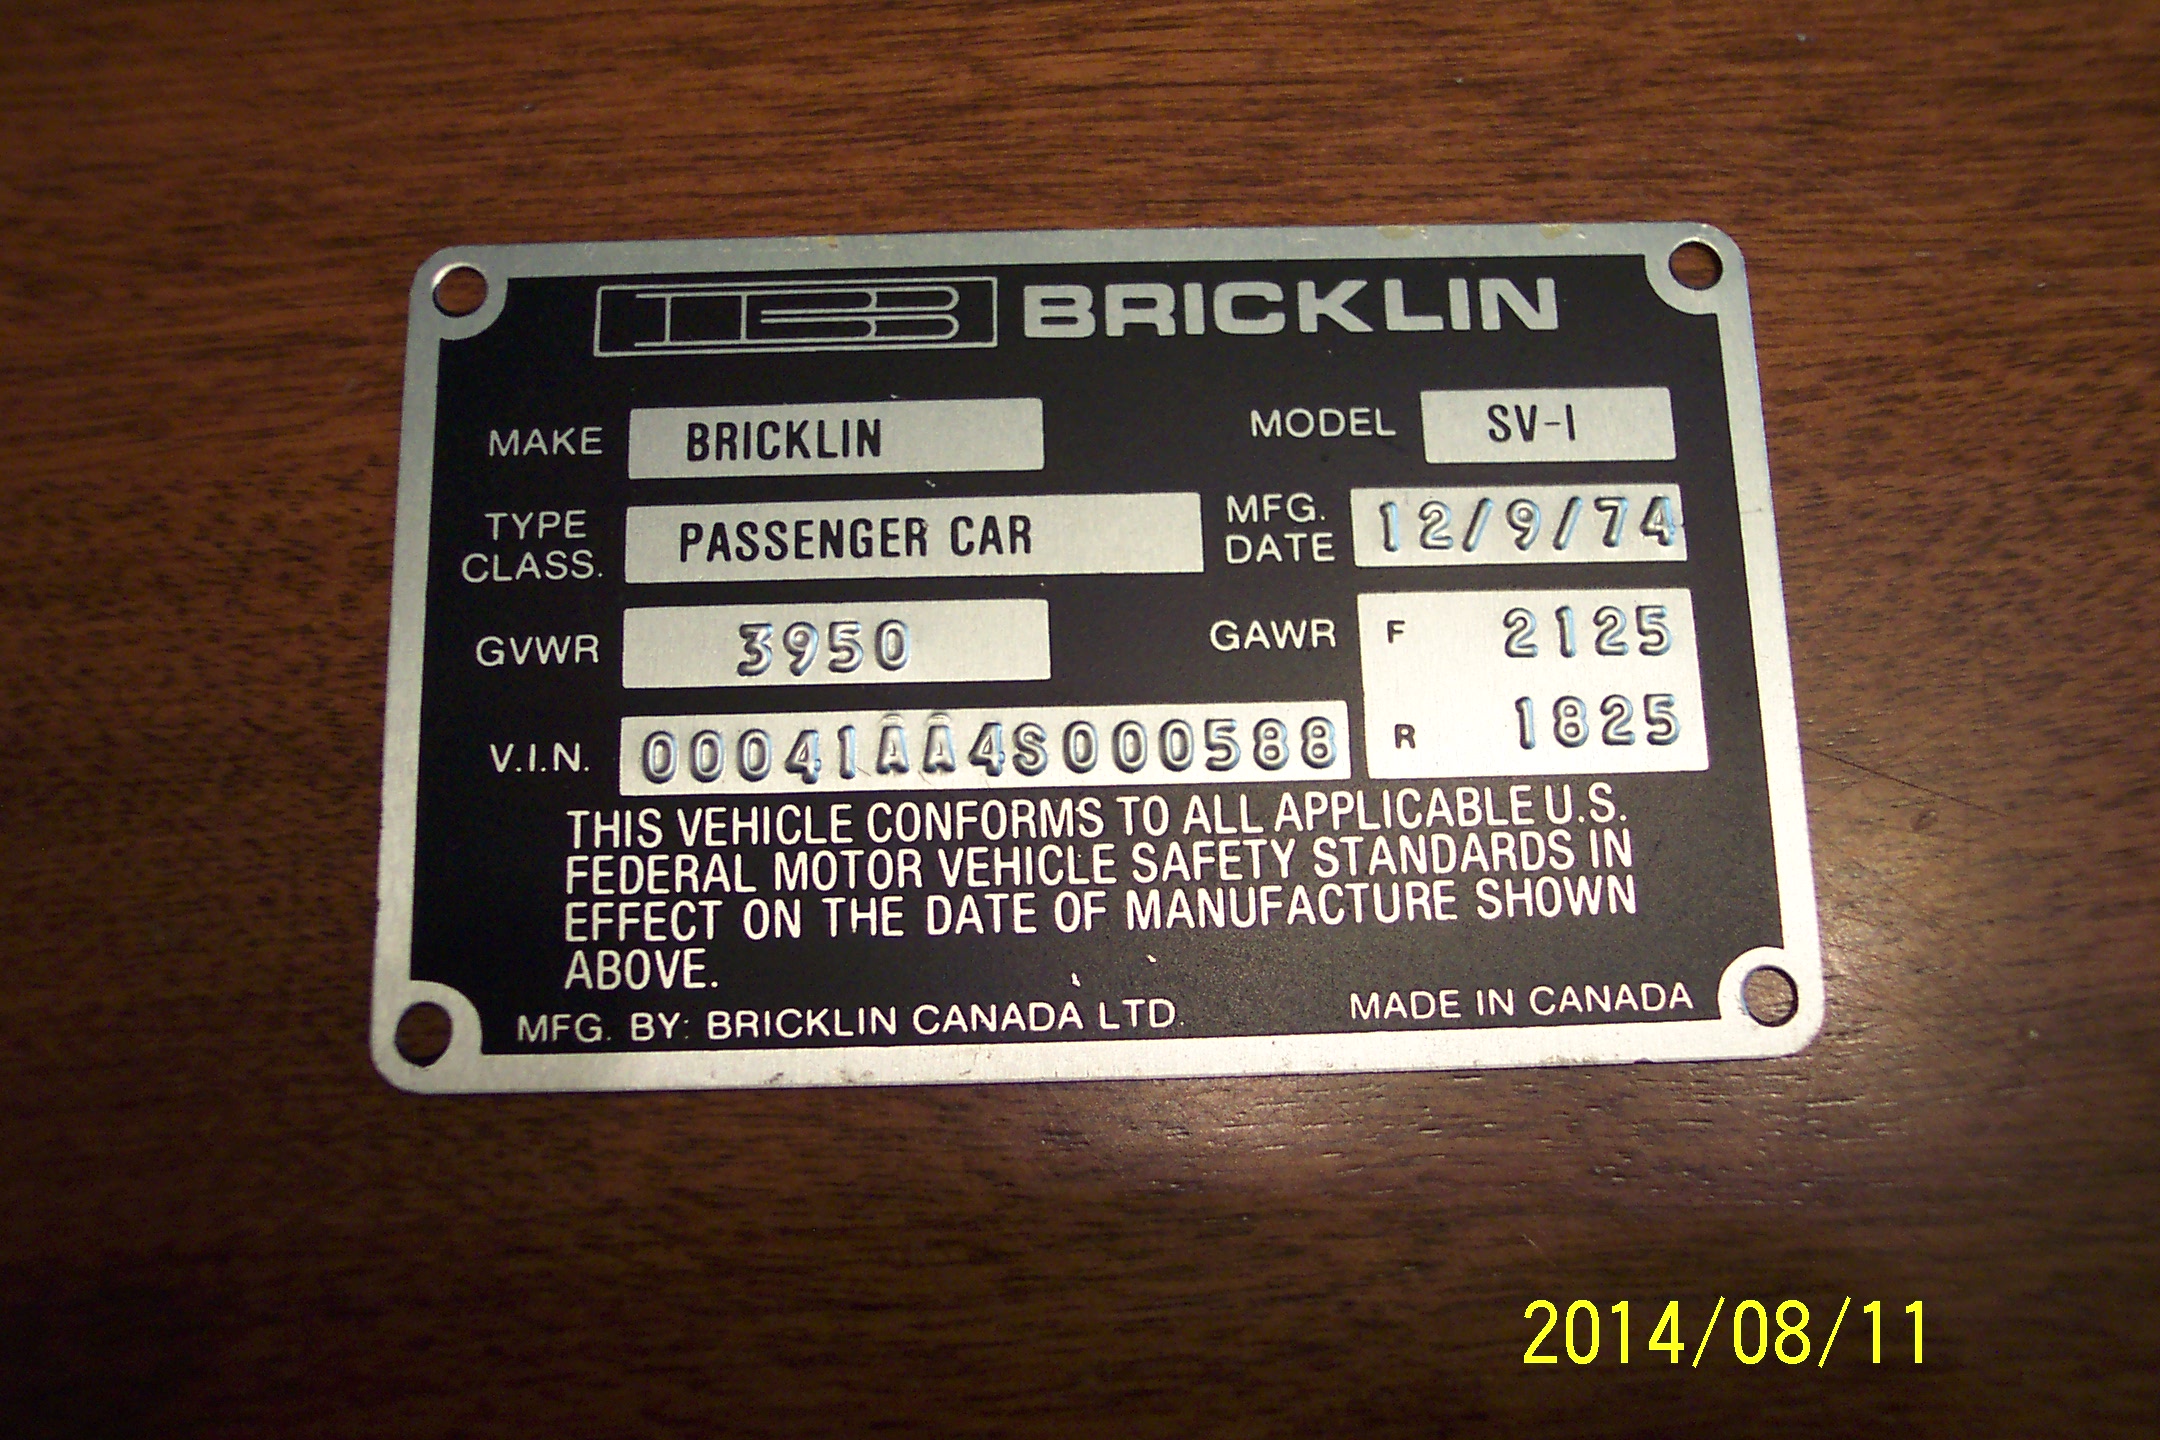 BRICKLIN
MAKE BRICKLIN MODEL SV-1
TYPE CLASS. PASSENGER CAR MFG. DATE 12/9/74
GVWR 3950 GAWR F 2125
R 1825
V.I.N. 00041AA4S000588
THIS VEHICLE CONFORMS TO ALL APPLICABLE U.S.
FEDERAL MOTOR VEHICLE SAFETY STANDARDS IN
EFFECT ON THE DATE OF MANUFACTURE SHOWN
ABOVE.
MFG. BY: BRICKLIN CANADA LTD. MADE IN CANADA
2014/08/11